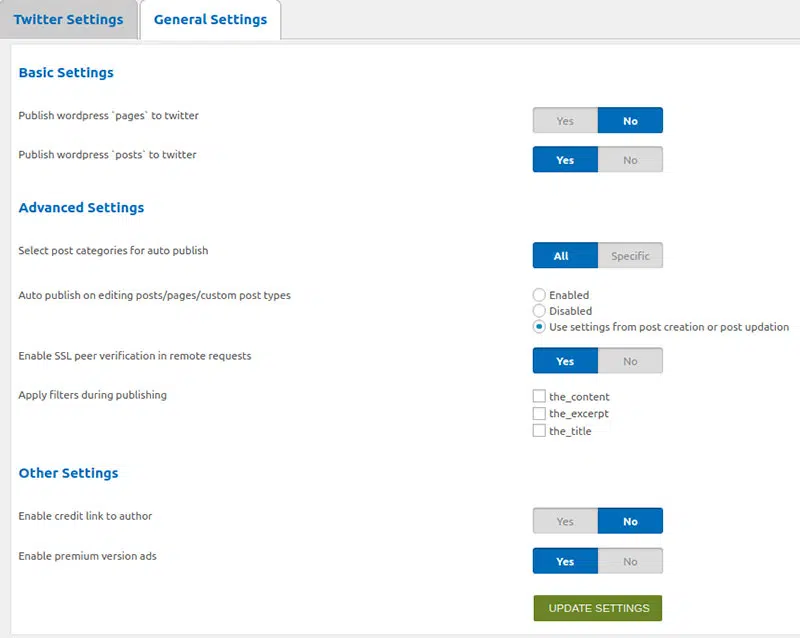 Twitter Settings
General Settings
Basic Settings
Publish wordpress `pages` to twitter
Yes No
Publish wordpress `posts` to twitter
Yes No
Advanced Settings
Select post categories for auto publish
All Specific
Auto publish on editing posts/pages/custom post types
Enabled
Disabled
Use settings from post creation or post updation
Enable SSL peer verification in remote requests
Yes No
Apply filters during publishing
the_content
the_excerpt
the_title
Other Settings
Enable credit link to author
Yes No
Enable premium version ads
Yes No
UPDATE SETTINGS